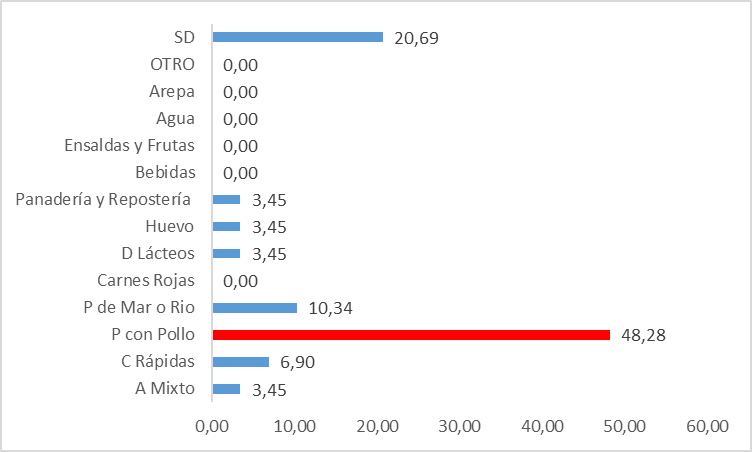 SD 20,69
OTRO 0,00
Arepa 0,00
Agua 0,00
Ensaldas y Frutas 0,00
Bebidas 0,00
Panadería y Repostería 3,45
Huevo 3,45
D Lácteos 3,45
Carnes Rojas 0,00
P de Mar o Rio 10,34
P con Pollo 48,28
C Rápidas 6,90
A Mixto 3,45
0,00 10,00 20,00 30,00 40,00 50,00 60,00